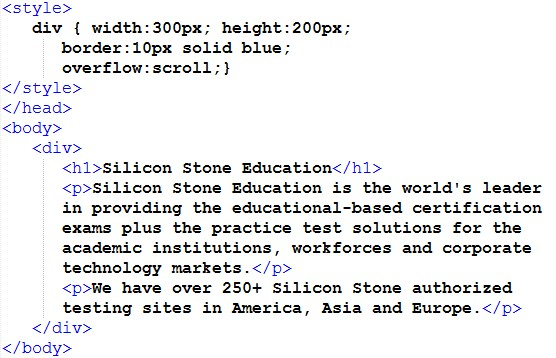 <style>
div { width:300px; height:200px;
border:10px solid blue;
overflow:scroll;}
</style>
</head>
<body>
<div>
<h1>Silicon Stone Education</h1>
<p>Silicon Stone Education is the world's leader
in providing the educational-based certification
exams plus the practice test solutions for the
academic institutions, workforces and corporate
technology markets.</p>
<p>We have over 250+ Silicon Stone authorized
testing sites in America, Asia and Europe.</p>
</div>
</body>